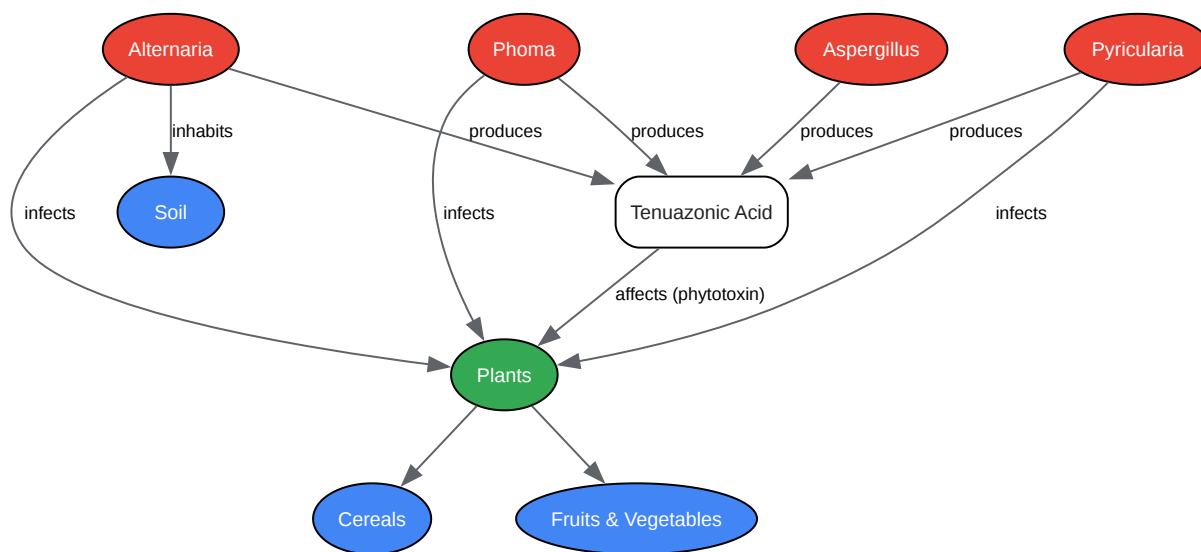 Alternaria
Phoma
Aspergillus
Pyricularia
inhabits
produces
produces
produces
produces
infects
Soil
infects
Tenuazonic Acid
infects
affects (phytotoxin)
Plants
Cereals
Fruits & Vegetables